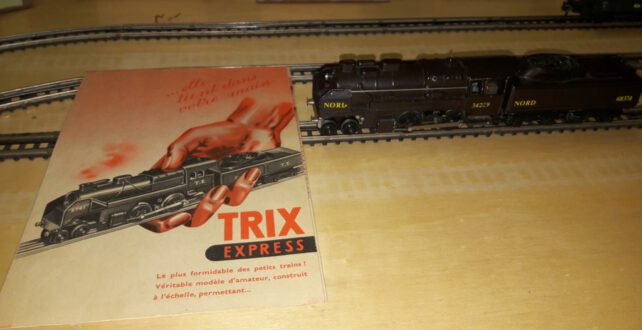 ...elle
tient dans
votre main
TRIX
EXPRESS
Le plus formidable des petits trains !
Véritable modèle d'amateur, construit
à l'échelle, permettant...
NORD
34229
NORD